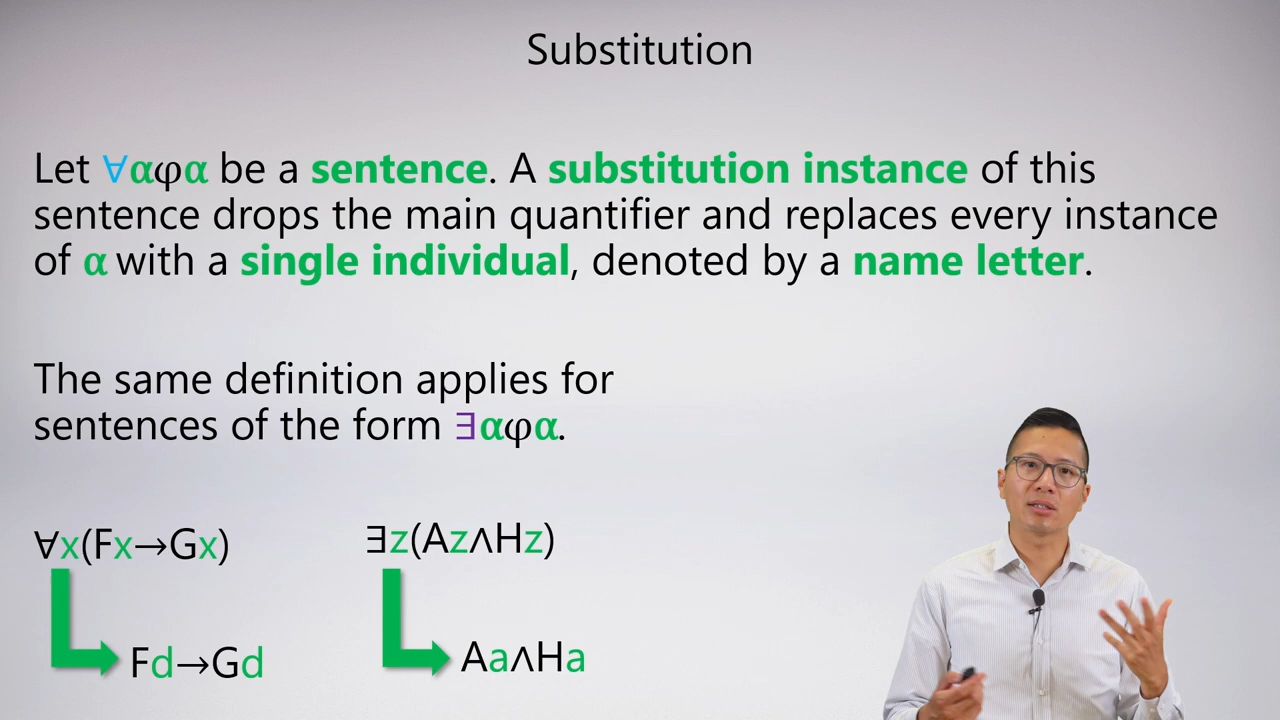 Substitution
Let ∀αφα be a sentence. A substitution instance of this
sentence drops the main quantifier and replaces every instance
of α with a single individual, denoted by a name letter.
The same definition applies for
sentences of the form ∃αφα.
∀x(Fx→Gx)
∃z(Az∧Hz)
Fd→Gd
Aa∧Ha